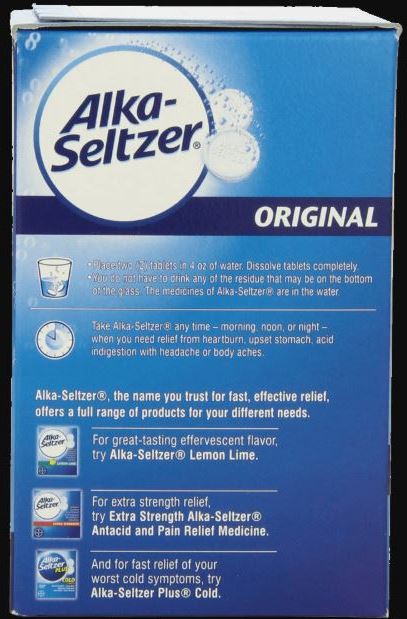 Alka-
Seltzer®
ORIGINAL
• Place two (2) tablets in 4 oz of water. Dissolve tablets completely.
• You do not have to drink any of the residue that may be on the bottom
of the glass. The medicines of Alka-Seltzer® are in the water.
Take Alka-Seltzer® any time – morning, noon, or night –
when you need relief from heartburn, upset stomach, acid
indigestion with headache or body aches.
Alka-Seltzer®, the name you trust for fast, effective relief,
offers a full range of products for your different needs.
Alka-
Seltzer
LEMON LIME
For great-tasting effervescent flavor,
try Alka-Seltzer® Lemon Lime.
Alka-
Seltzer
EXTRA STRENGTH
For extra strength relief,
try Extra Strength Alka-Seltzer®
Antacid and Pain Relief Medicine.
Alka-
Seltzer
PLUS
COLD
And for fast relief of your
worst cold symptoms, try
Alka-Seltzer Plus® Cold.